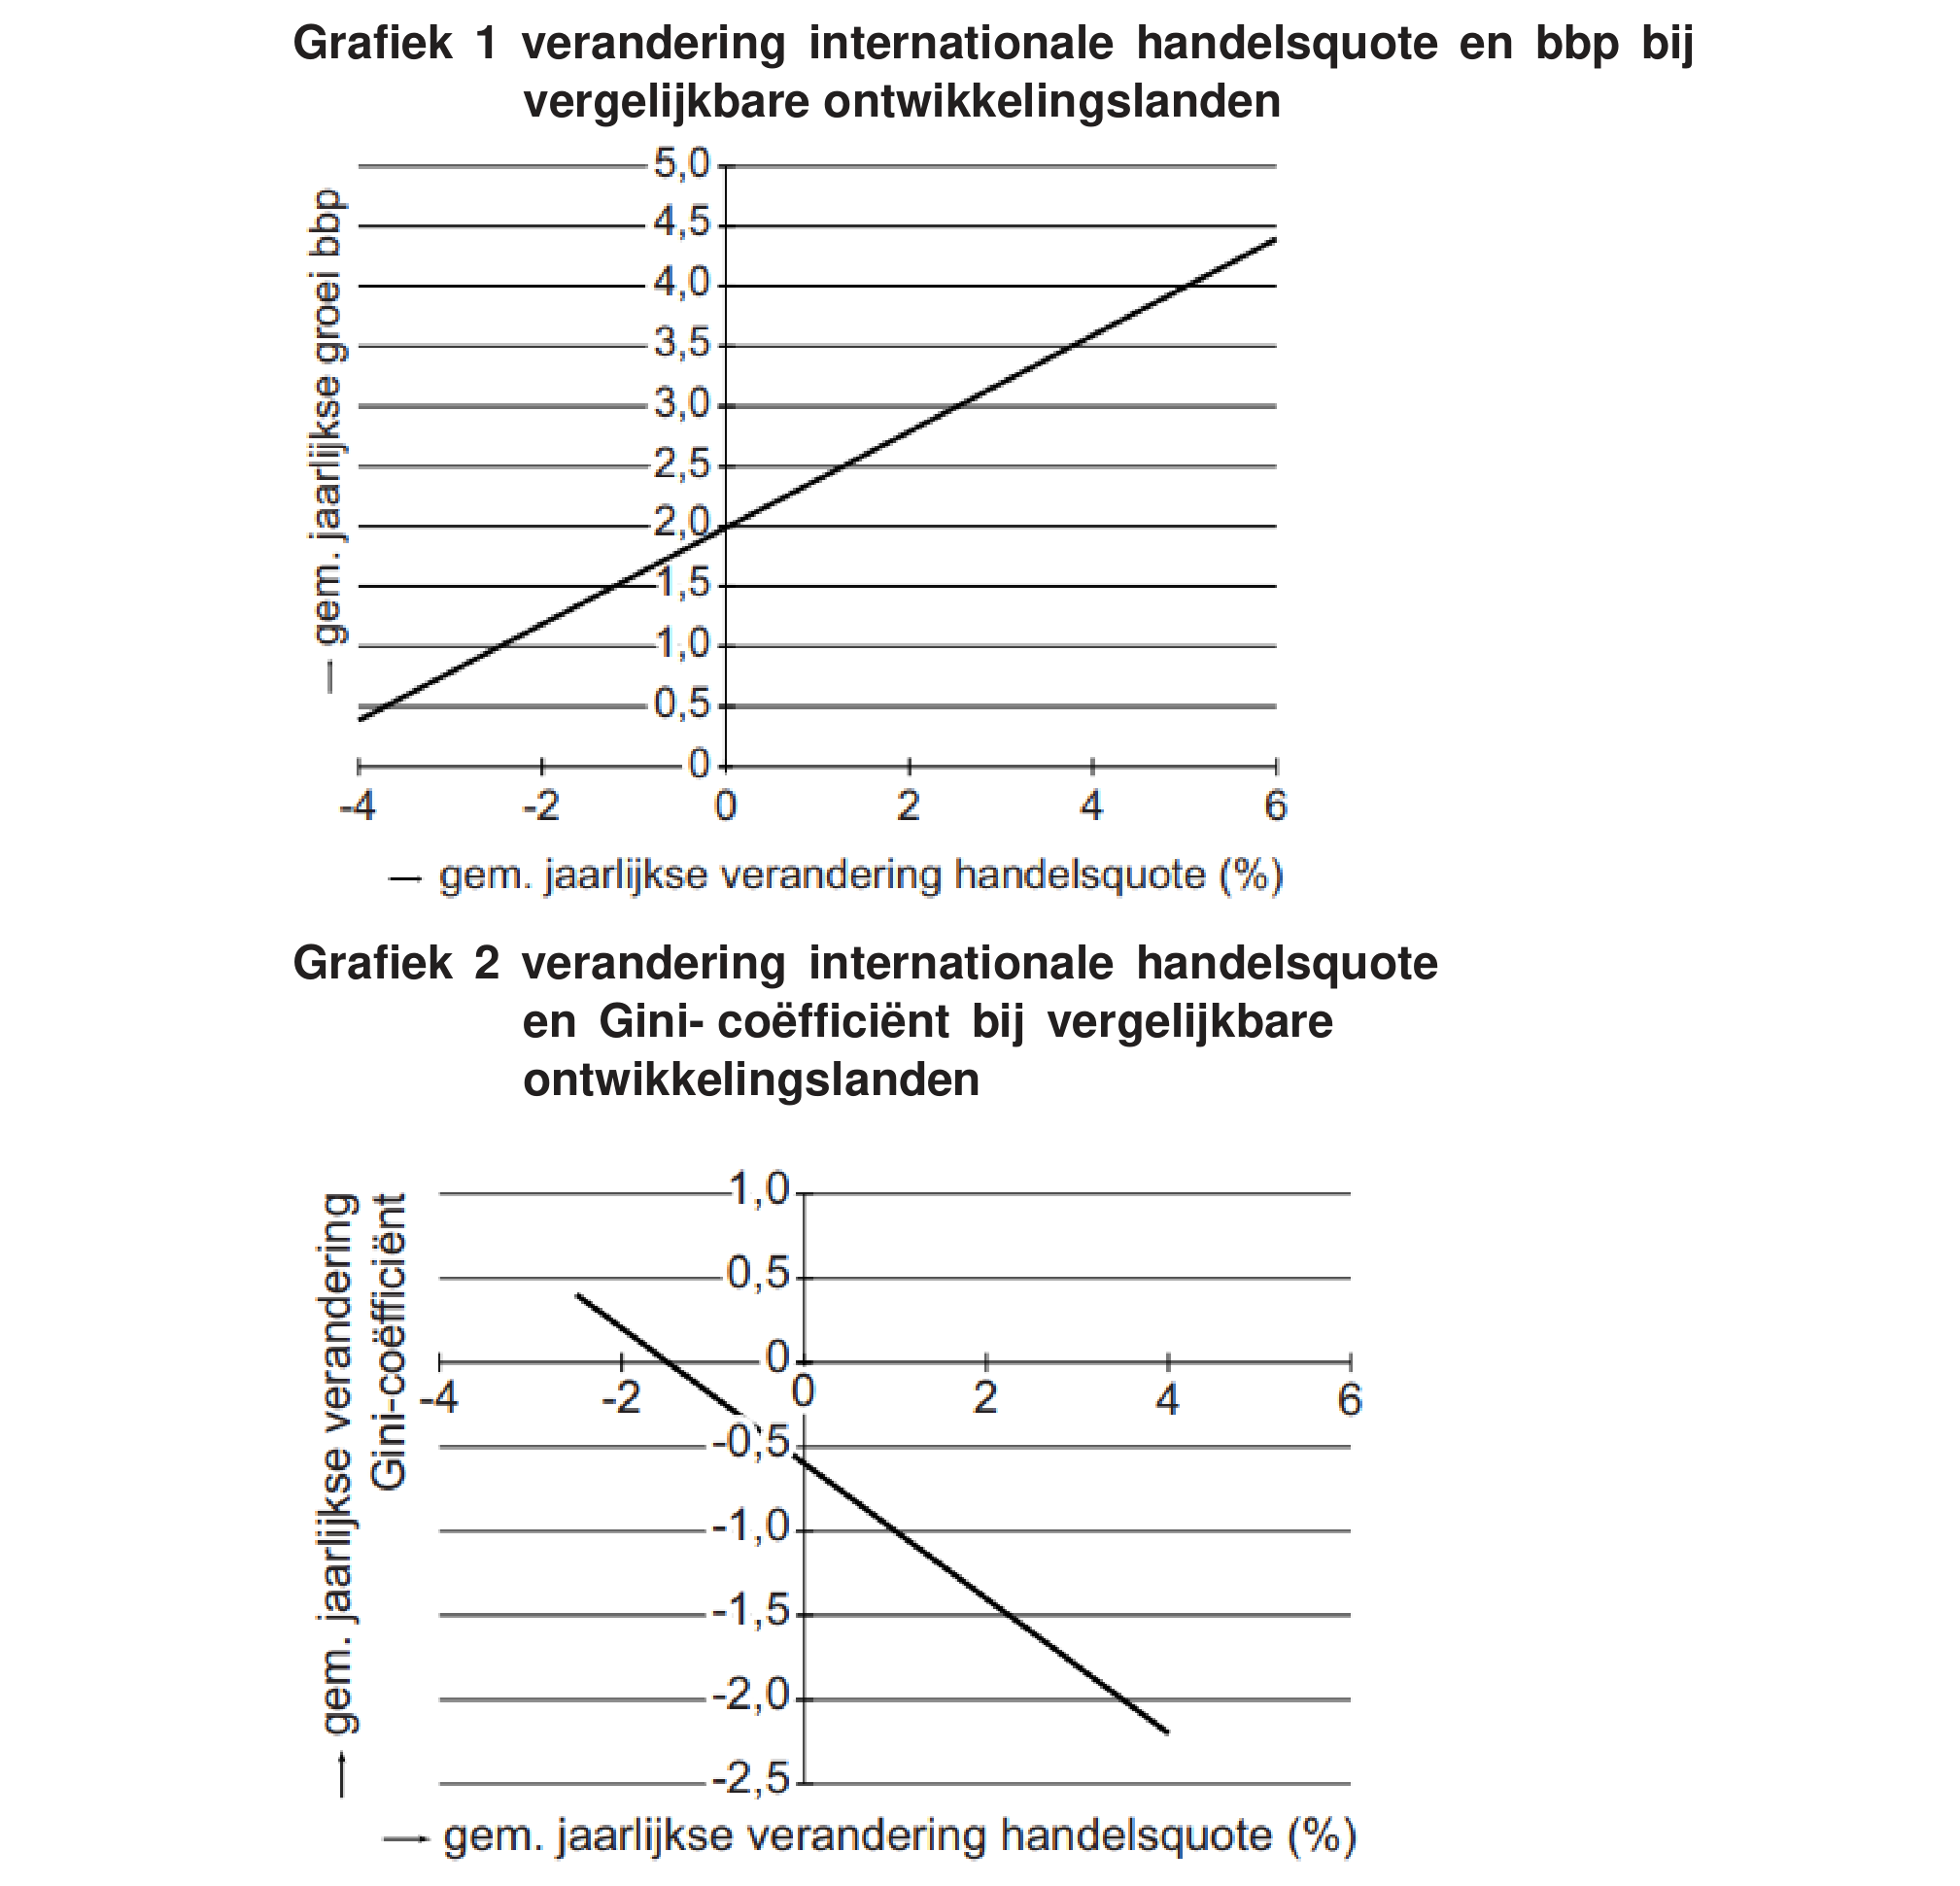 Grafiek 1 verandering internationale handelsquote en bbp bij
vergelijkbare ontwikkelingslanden
gem. jaarlijkse groei bbp
5,0
4,5
4,0
3,5
3,0
2,5
2,0
1,5
1,0
0,5
0
-4 -2 0 2 4 6
gem. jaarlijkse verandering handelsquote (%)
Grafiek 2 verandering internationale handelsquote
en Gini- coëfficiënt bij vergelijkbare
ontwikkelingslanden
gem. jaarlijkse verandering
Gini-coëfficiënt
1,0
0,5
0
-4 -2 0 2 4 6
-0,5
-1,0
-1,5
-2,0
-2,5
gem. jaarlijkse verandering handelsquote (%)